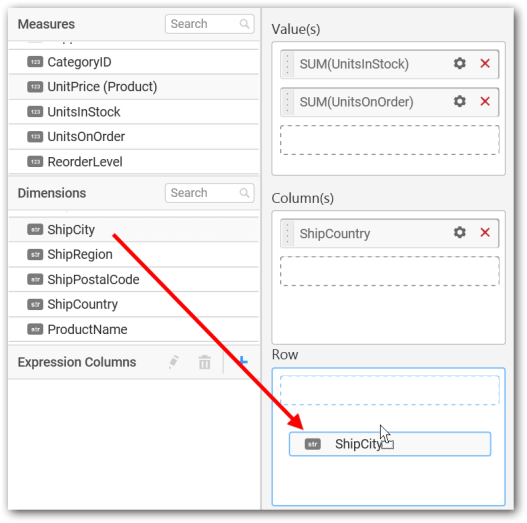 Measures
Search
123 CategoryID
123 UnitPrice (Product)
123 UnitsInStock
123 UnitsOnOrder
123 ReorderLevel
Dimensions
Search
str ShipCity
str ShipRegion
str ShipPostalCode
str ShipCountry
str ProductName
Expression Columns
Value(s)
SUM(UnitsInStock)
SUM(UnitsOnOrder)
Column(s)
ShipCountry
Row
str ShipCity